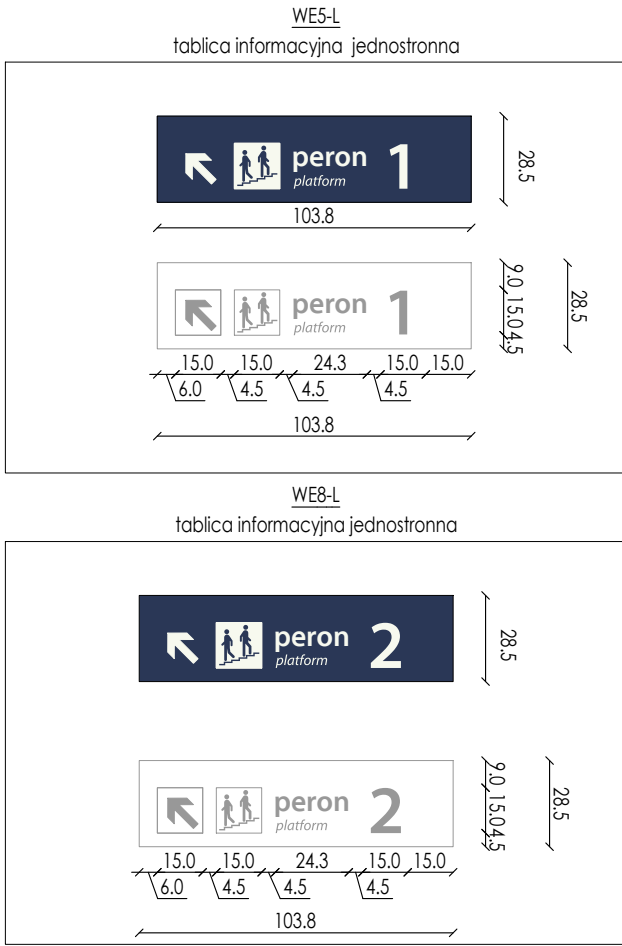 WE5-L
tablica informacyjna jednostronna
peron 1
platform
28.5
103.8
peron 1
platform
9.0 15.0 4.5
28.5
15.0 15.0 24.3 15.0 15.0
6.0 4.5 4.5 4.5
103.8
WE8-L
tablica informacyjna jednostronna
peron 2
platform
28.5
peron 2
platform
9.0 15.0 4.5
28.5
15.0 15.0 24.3 15.0 15.0
6.0 4.5 4.5 4.5
103.8